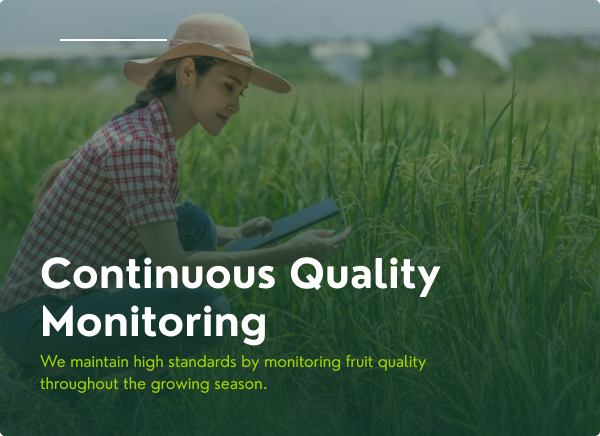 Continuous Quality
Monitoring
We maintain high standards by monitoring fruit quality
throughout the growing season.